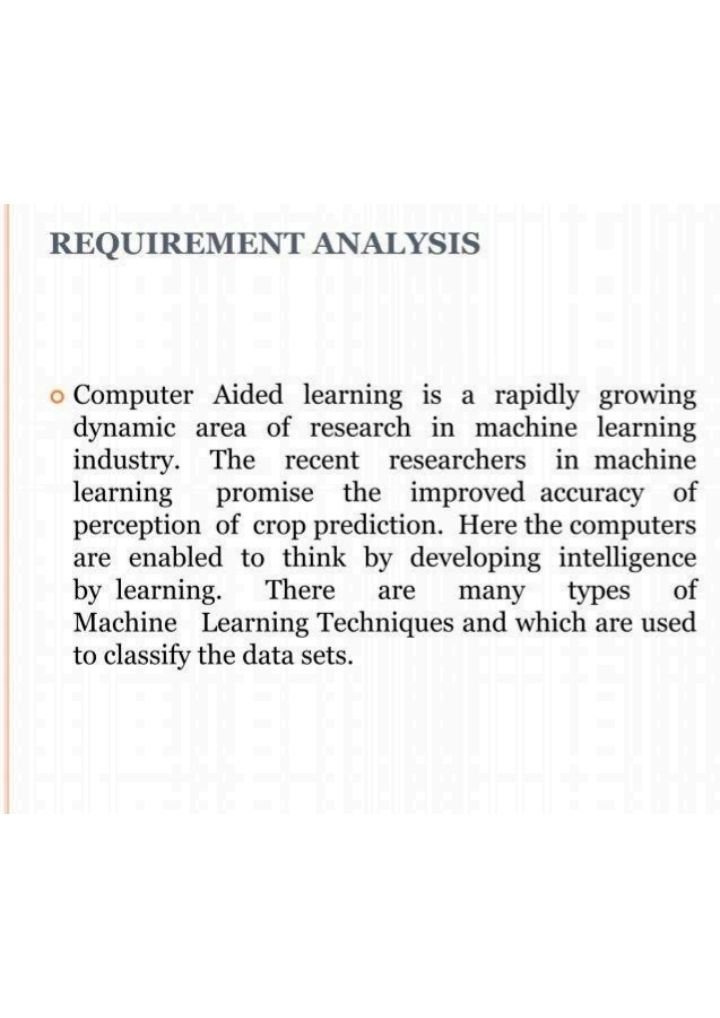 REQUIREMENT ANALYSIS
Computer Aided learning is a rapidly growing
dynamic area of research in machine learning
industry. The recent researchers in machine
learning promise the improved accuracy of
perception of crop prediction. Here the computers
are enabled to think by developing intelligence
by learning. There are many types of
Machine Learning Techniques and which are used
to classify the data sets.